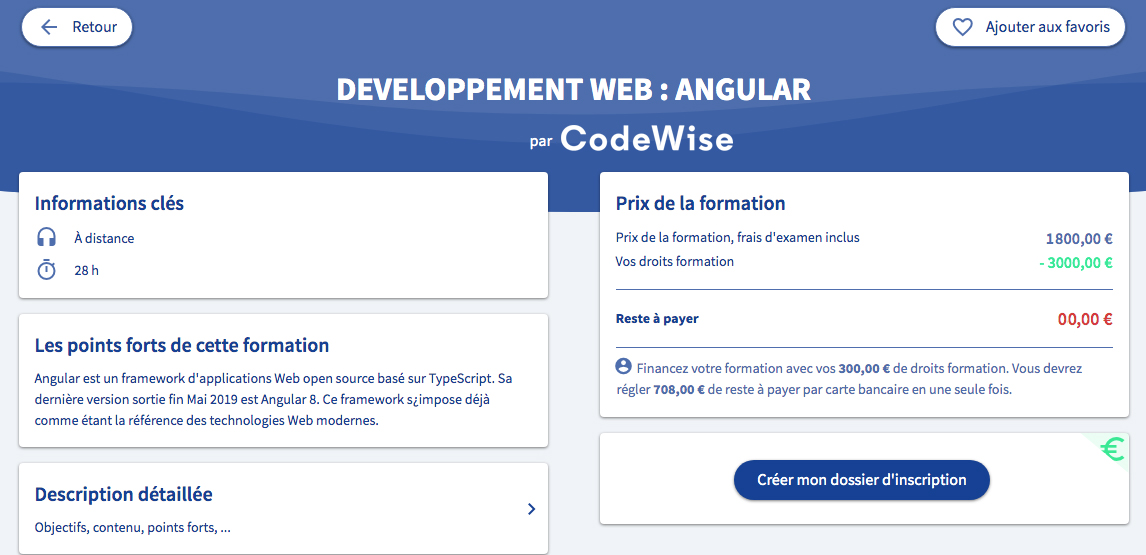 Retour
Ajouter aux favoris
DEVELOPPEMENT WEB : ANGULAR
par CodeWise
Informations clés
À distance
28 h
Les points forts de cette formation
Angular est un framework d'applications Web open source basé sur TypeScript. Sa
dernière version sortie fin Mai 2019 est Angular 8. Ce framework s¿impose déjà
comme étant la référence des technologies Web modernes.
Description détaillée
Objectifs, contenu, points forts, ...
Prix de la formation
Prix de la formation, frais d'examen inclus 1800,00 €
Vos droits formation - 3000,00 €
Reste à payer 00,00 €
Financez votre formation avec vos 300,00 € de droits formation. Vous devrez
régler 708,00 € de reste à payer par carte bancaire en une seule fois.
€
Créer mon dossier d'inscription